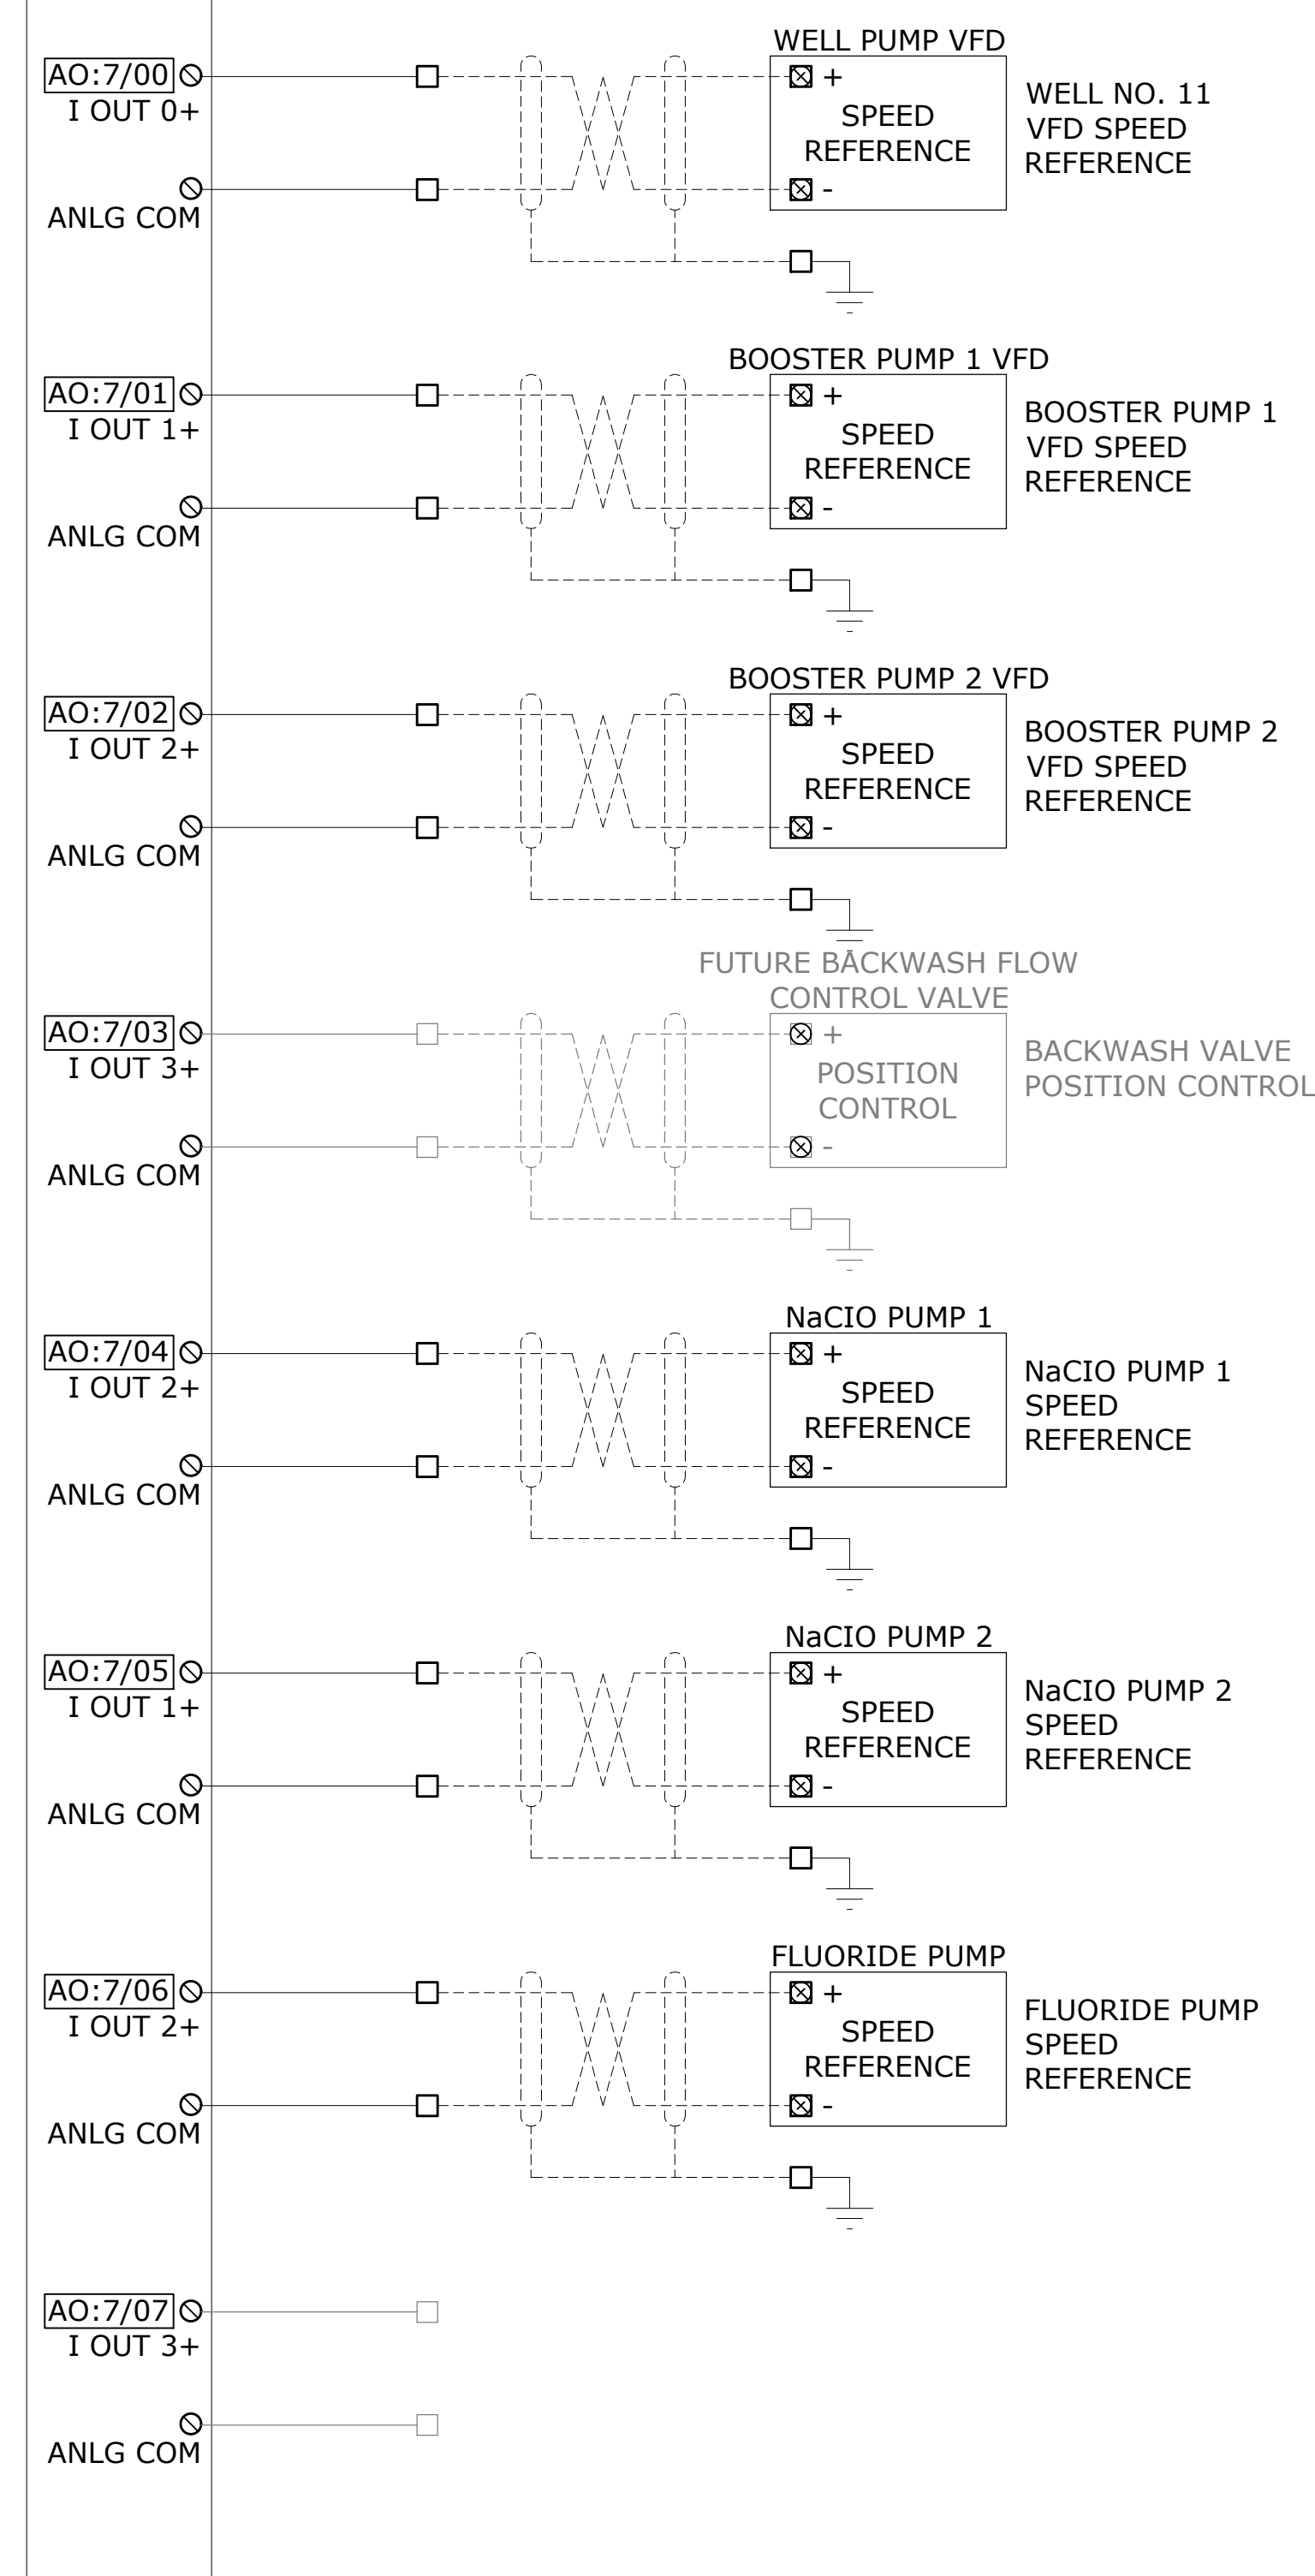 WELL PUMP VFD
AO:7/00
I OUT 0+
+
SPEED
REFERENCE
-
WELL NO. 11
VFD SPEED
REFERENCE
ANLG COM
BOOSTER PUMP 1 VFD
AO:7/01
I OUT 1+
+
SPEED
REFERENCE
-
BOOSTER PUMP 1
VFD SPEED
REFERENCE
ANLG COM
BOOSTER PUMP 2 VFD
AO:7/02
I OUT 2+
+
SPEED
REFERENCE
-
BOOSTER PUMP 2
VFD SPEED
REFERENCE
ANLG COM
FUTURE BACKWASH FLOW
CONTROL VALVE
AO:7/03
I OUT 3+
+
POSITION
CONTROL
-
BACKWASH VALVE
POSITION CONTROL
ANLG COM
NaCIO PUMP 1
AO:7/04
I OUT 2+
+
SPEED
REFERENCE
-
NaCIO PUMP 1
SPEED
REFERENCE
ANLG COM
NaCIO PUMP 2
AO:7/05
I OUT 1+
+
SPEED
REFERENCE
-
NaCIO PUMP 2
SPEED
REFERENCE
ANLG COM
FLUORIDE PUMP
AO:7/06
I OUT 2+
+
SPEED
REFERENCE
-
FLUORIDE PUMP
SPEED
REFERENCE
ANLG COM
AO:7/07
I OUT 3+
ANLG COM